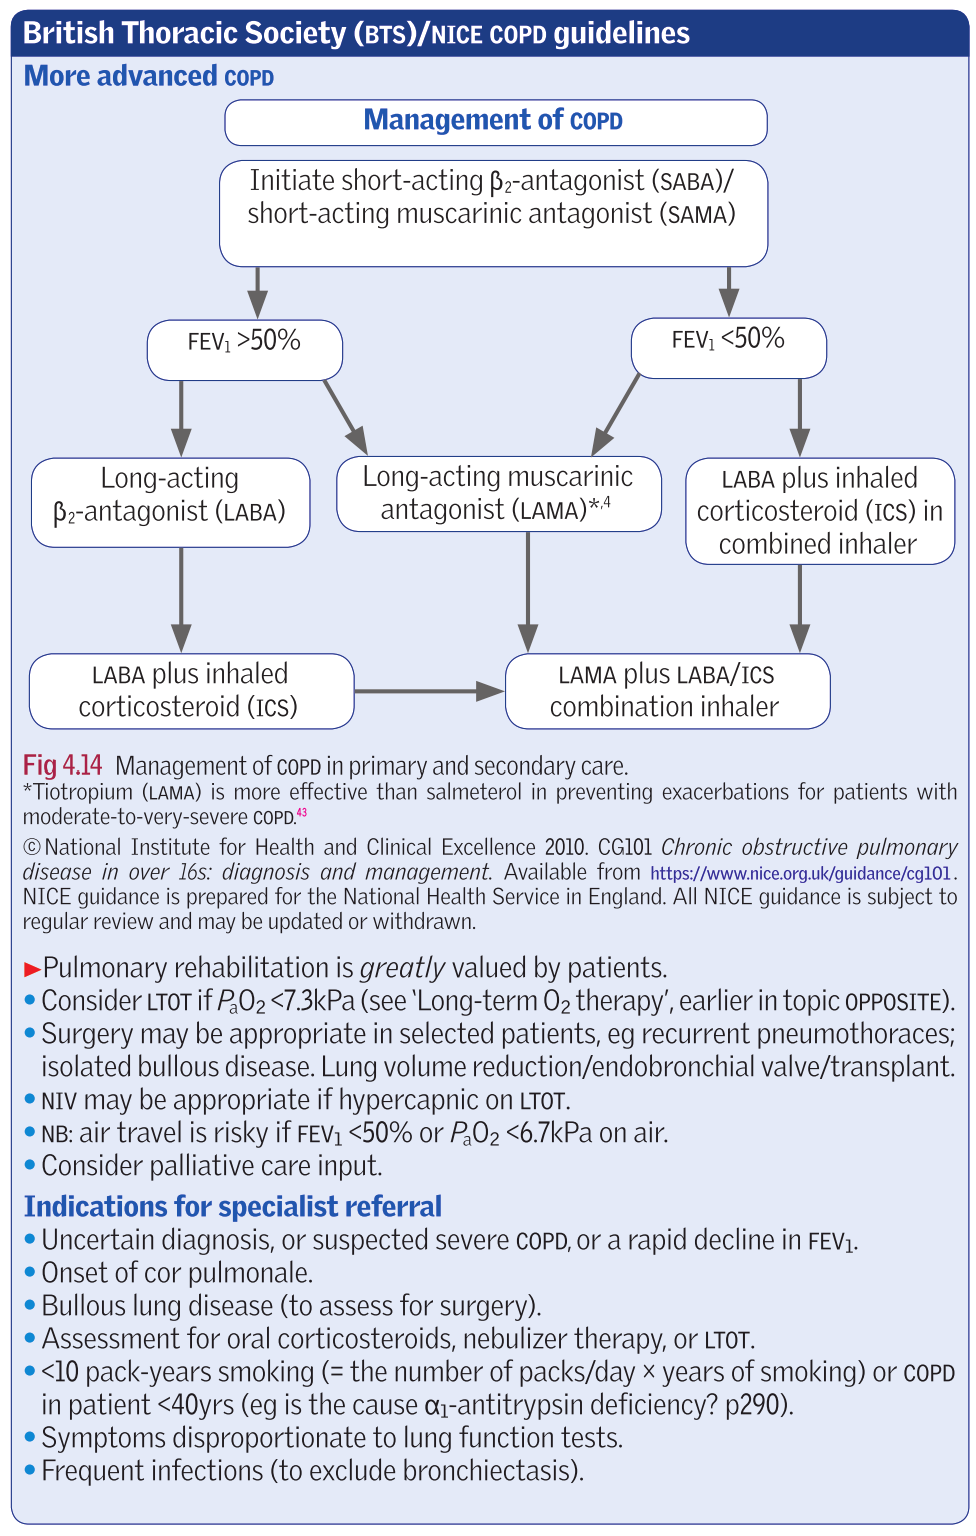 British Thoracic Society (BTS)/NICE COPD guidelines
More advanced COPD
Management of COPD
Initiate short-acting β₂-antagonist (SABA)/
short-acting muscarinic antagonist (SAMA)
FEV₁ >50%
FEV₁ <50%
Long-acting
β₂-antagonist (LABA)
Long-acting muscarinic
antagonist (LAMA)*,⁴
LABA plus inhaled
corticosteroid (ICS) in
combined inhaler
LABA plus inhaled
corticosteroid (ICS)
LAMA plus LABA/ICS
combination inhaler
Fig 4.14 Management of COPD in primary and secondary care.
*Tiotropium (LAMA) is more effective than salmeterol in preventing exacerbations for patients with
moderate-to-very-severe COPD.⁴³
©National Institute for Health and Clinical Excellence 2010. CG101 Chronic obstructive pulmonary
disease in over 16s: diagnosis and management. Available from https://www.nice.org.uk/guidance/cg101.
NICE guidance is prepared for the National Health Service in England. All NICE guidance is subject to
regular review and may be updated or withdrawn.
▶Pulmonary rehabilitation is greatly valued by patients.
• Consider LTOT if PaO₂ <7.3kPa (see ‘Long-term O₂ therapy’, earlier in topic OPPOSITE).
• Surgery may be appropriate in selected patients, eg recurrent pneumothoraces;
isolated bullous disease. Lung volume reduction/endobronchial valve/transplant.
• NIV may be appropriate if hypercapnic on LTOT.
• NB: air travel is risky if FEV₁ <50% or PaO₂ <6.7kPa on air.
• Consider palliative care input.
Indications for specialist referral
• Uncertain diagnosis, or suspected severe COPD, or a rapid decline in FEV₁.
• Onset of cor pulmonale.
• Bullous lung disease (to assess for surgery).
• Assessment for oral corticosteroids, nebulizer therapy, or LTOT.
• <10 pack-years smoking (= the number of packs/day × years of smoking) or COPD
in patient <40yrs (eg is the cause α₁-antitrypsin deficiency? p290).
• Symptoms disproportionate to lung function tests.
• Frequent infections (to exclude bronchiectasis).